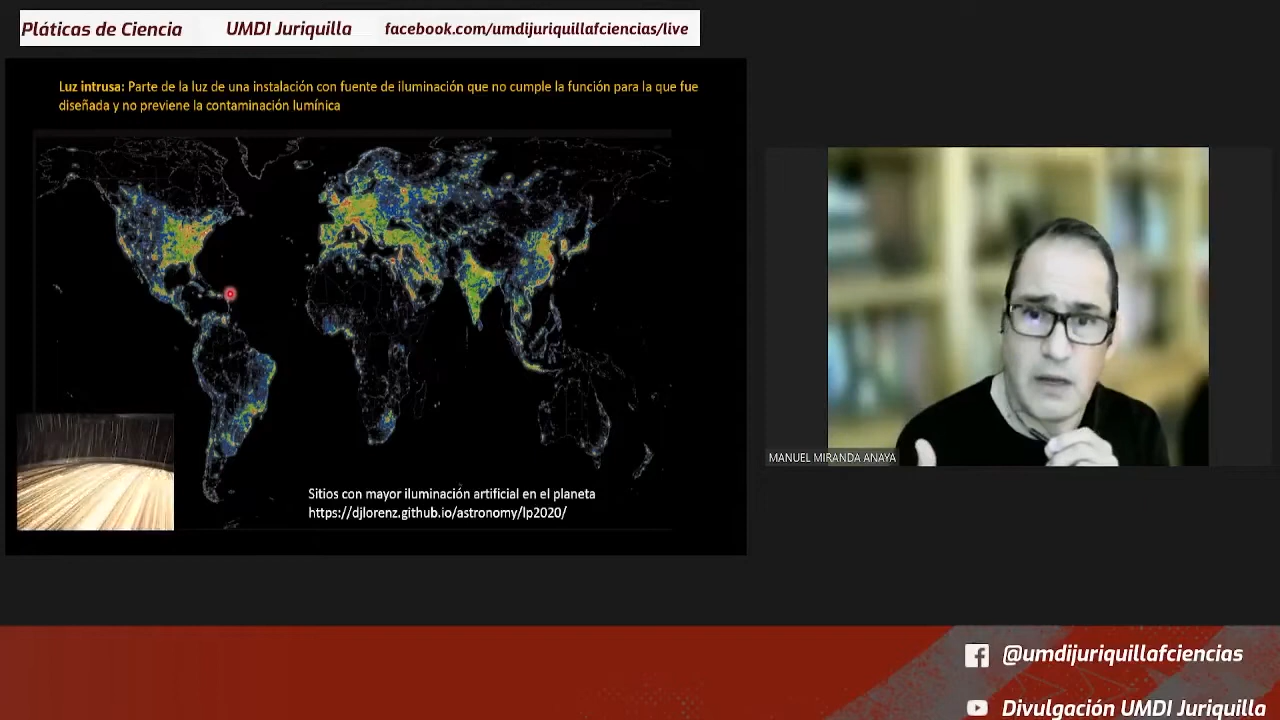 Pláticas de Ciencia UMDI Juriquilla facebook.com/umdijuriquillafciencias/live
Luz intrusa: Parte de la luz de una instalación con fuente de iluminación que no cumple la función para la que fue
diseñada y no previene la contaminación lumínica
MANUEL MIRANDA ANAYA
Sitios con mayor iluminación artificial en el planeta
https://djlorenz.github.io/astronomy/lp2020/
@umdijuriquillafciencias
Divulgación UMDI Juriquilla